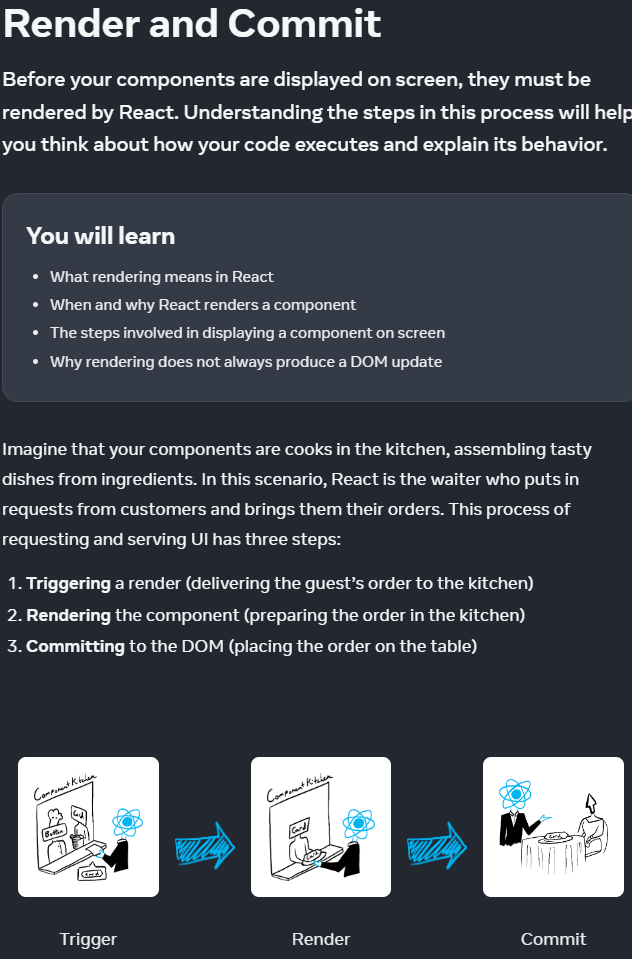 Render and Commit
Before your components are displayed on screen, they must be
rendered by React. Understanding the steps in this process will help
you think about how your code executes and explain its behavior.
You will learn
• What rendering means in React
• When and why React renders a component
• The steps involved in displaying a component on screen
• Why rendering does not always produce a DOM update
Imagine that your components are cooks in the kitchen, assembling tasty
dishes from ingredients. In this scenario, React is the waiter who puts in
requests from customers and brings them their orders. This process of
requesting and serving UI has three steps:
1. Triggering a render (delivering the guest’s order to the kitchen)
2. Rendering the component (preparing the order in the kitchen)
3. Committing to the DOM (placing the order on the table)
Component Kitchen
Card
Button
Card
Component Kitchen
Card
Card
Card
Trigger
Render
Commit